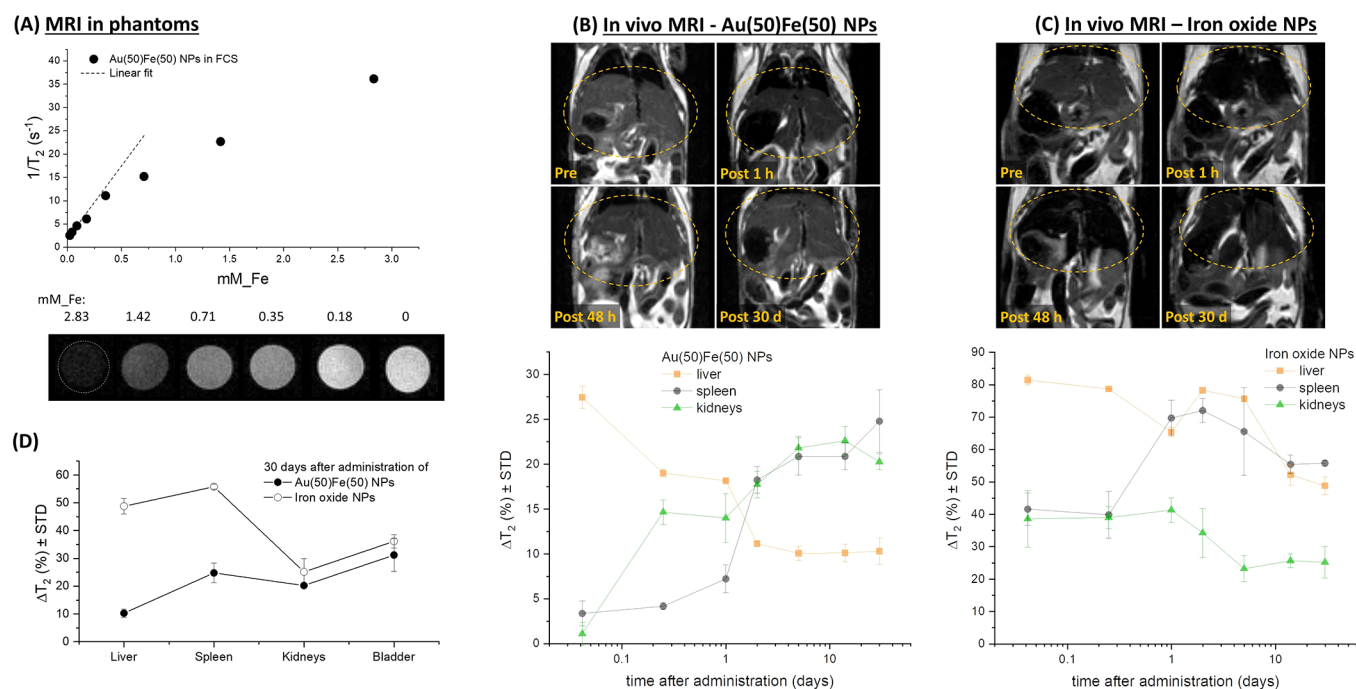 (A) MRI in phantoms
Au(50)Fe(50) NPs in FCS
Linear fit
40
35
30
25
20
15
10
5
0
1/T2 (s-1)
0.0 0.5 1.0 1.5 2.0 2.5 3.0
mM_Fe
mM_Fe:
2.83 1.42 0.71 0.35 0.18 0
(B) In vivo MRI - Au(50)Fe(50) NPs
Pre
Post 1 h
Post 48 h
Post 30 d
Au(50)Fe(50) NPs
liver
spleen
kidneys
30
25
20
15
10
5
0
ΔT2 (%) ± STD
0.1 1 10
time after administration (days)
(C) In vivo MRI – Iron oxide NPs
Pre
Post 1 h
Post 48 h
Post 30 d
Iron oxide NPs
liver
spleen
kidneys
90
80
70
60
50
40
30
20
10
0
ΔT2 (%) ± STD
0.1 1 10
time after administration (days)
(D)
30 days after administration of
Au(50)Fe(50) NPs
Iron oxide NPs
60
50
40
30
20
10
0
ΔT2 (%) ± STD
Liver Spleen Kidneys Bladder